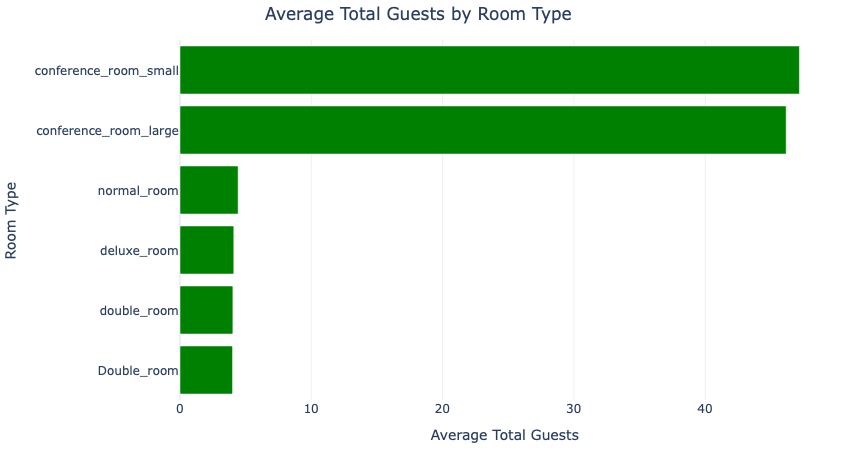 Average Total Guests by Room Type
Room Type
conference_room_small
conference_room_large
normal_room
deluxe_room
double_room
Double_room
0 10 20 30 40
Average Total Guests